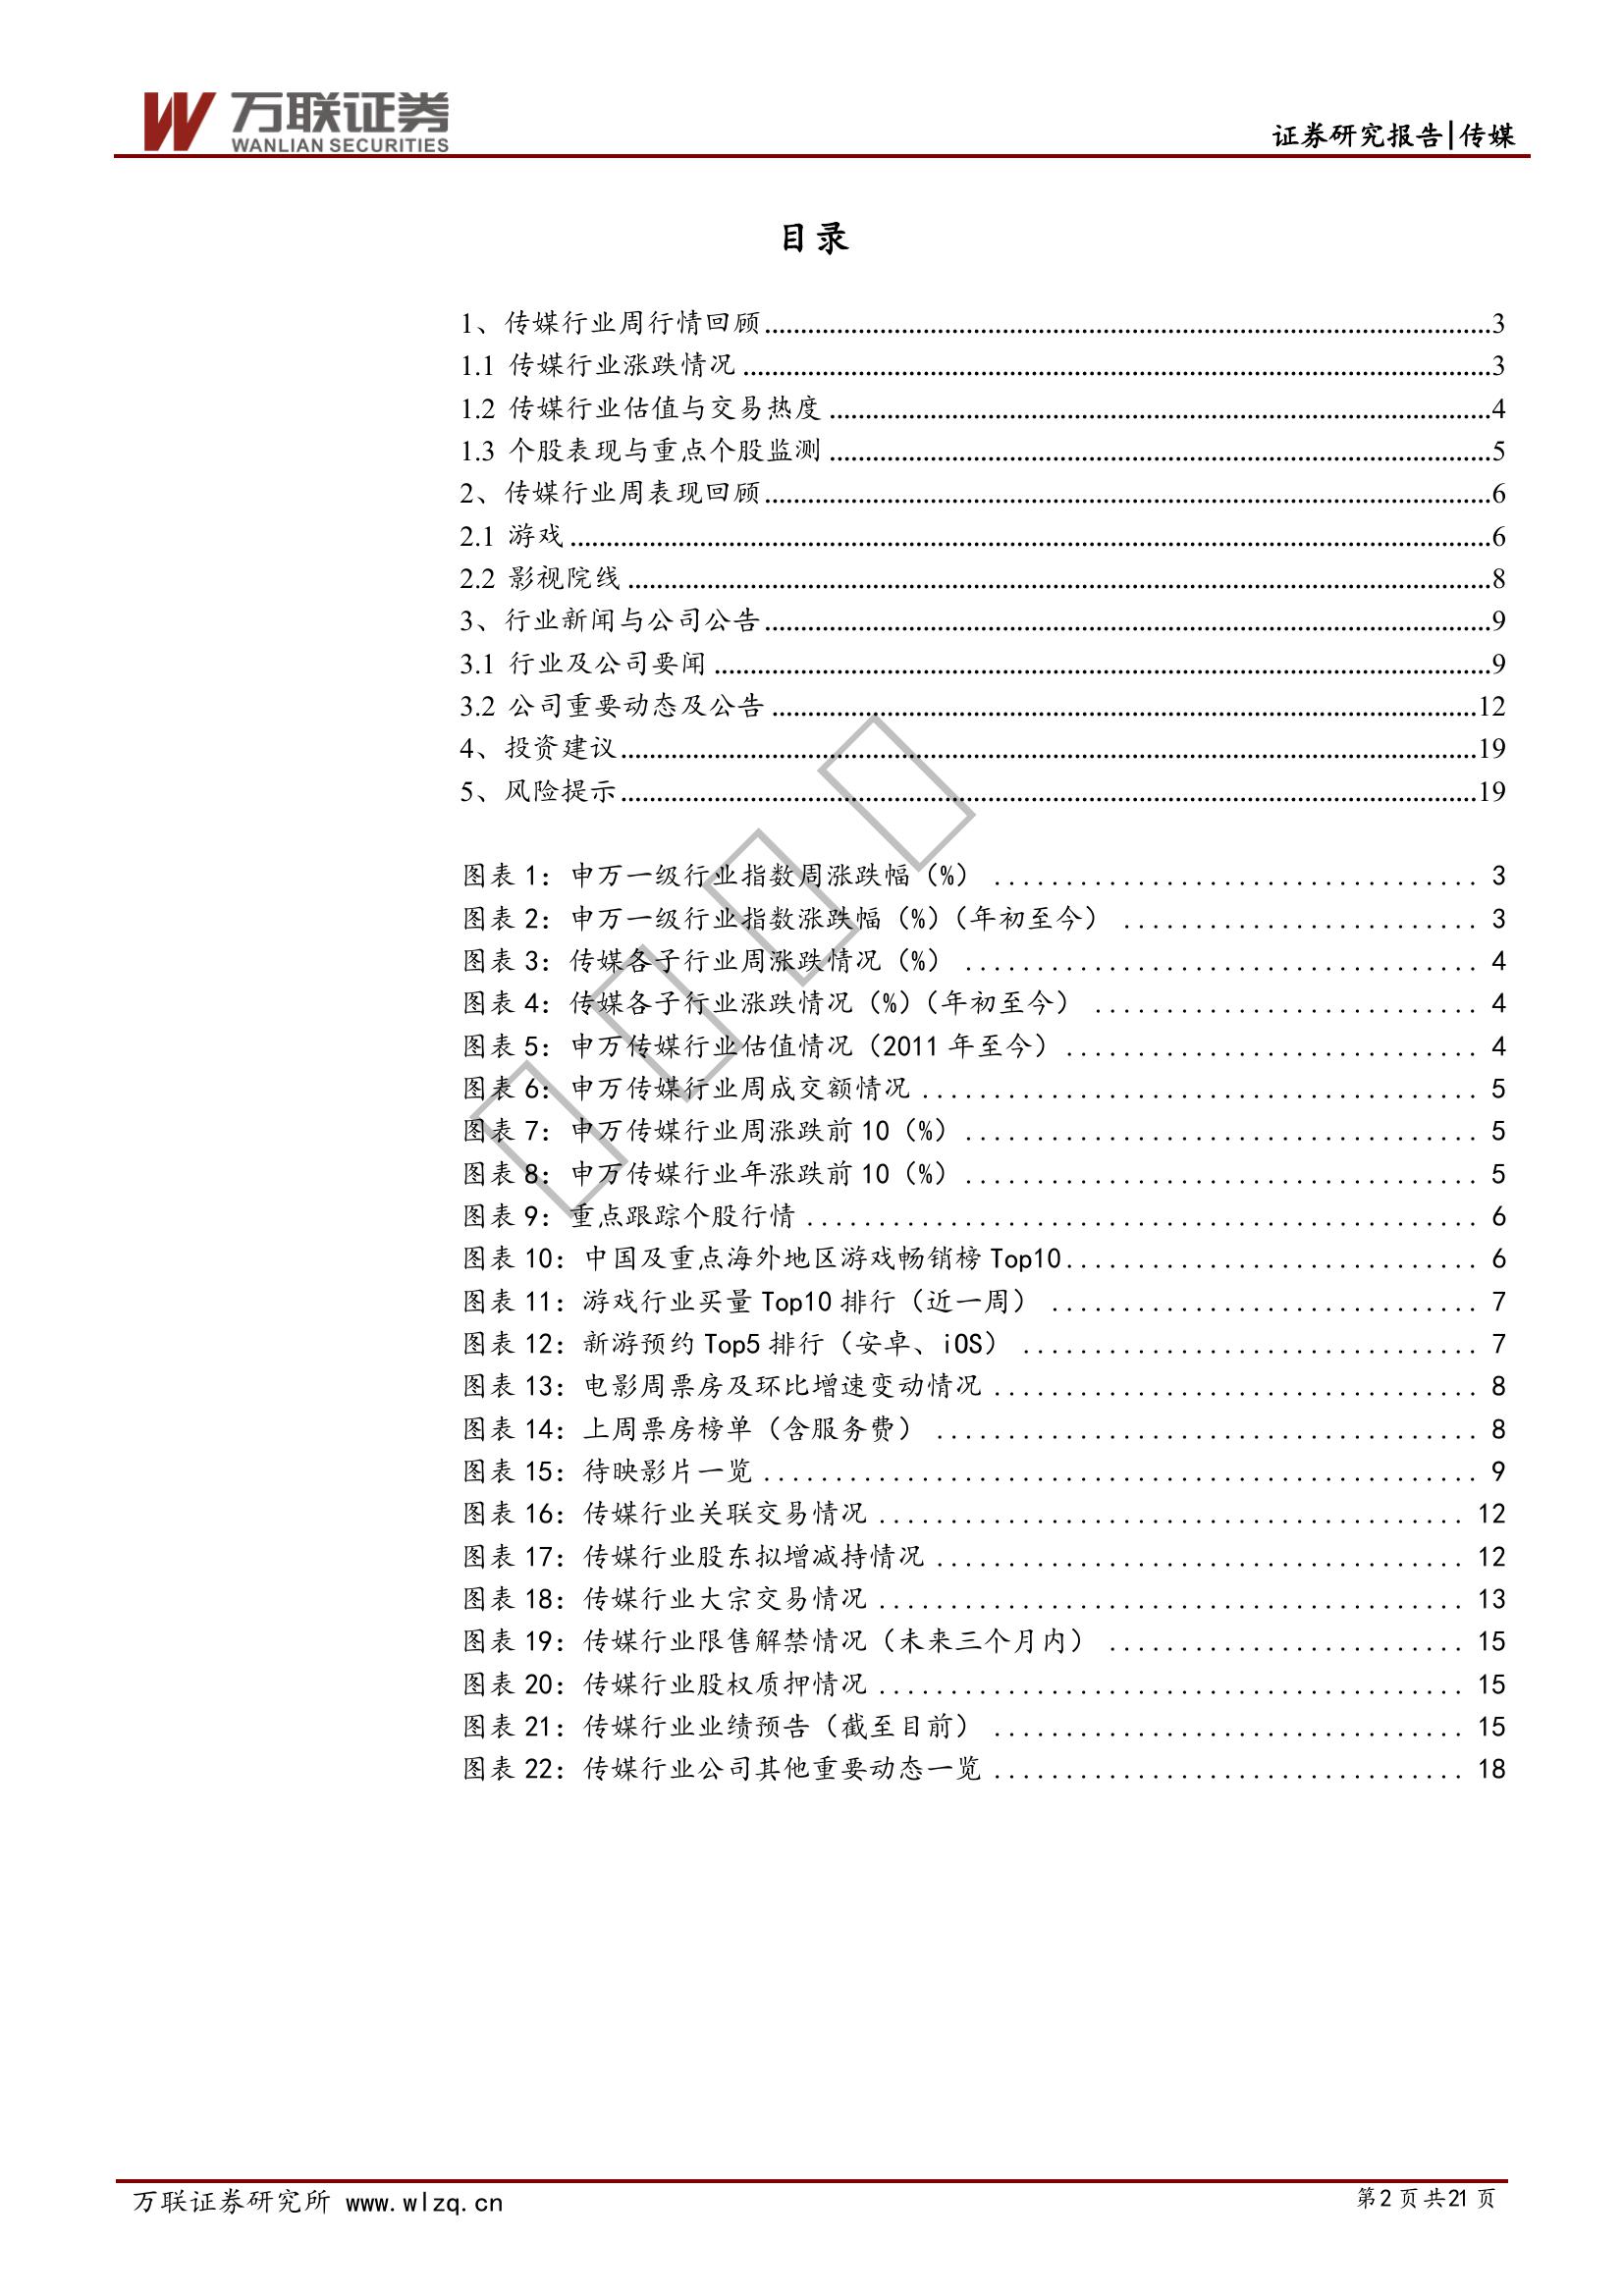 万联证券
WANLIAN SECURITIES
证券研究报告|传媒
目录
1、传媒行业周行情回顾........3
1.1 传媒行业涨跌情况........3
1.2 传媒行业估值与交易热度........4
1.3 个股表现与重点个股监测........5
2、传媒行业周表现回顾........6
2.1 游戏........6
2.2 影视院线........8
3、行业新闻与公司公告........9
3.1 行业及公司要闻........9
3.2 公司重要动态及公告........12
4、投资建议........19
5、风险提示........19
图表 1：申万一级行业指数周涨跌幅（%）........3
图表 2：申万一级行业指数涨跌幅（%）（年初至今）........3
图表 3：传媒各子行业周涨跌情况（%）........4
图表 4：传媒各子行业涨跌情况（%）（年初至今）........4
图表 5：申万传媒行业估值情况（2011 年至今）........4
图表 6：申万传媒行业周成交额情况........5
图表 7：申万传媒行业周涨跌前 10（%）........5
图表 8：申万传媒行业年涨跌前 10（%）........5
图表 9：重点跟踪个股行情........6
图表 10：中国及重点海外地区游戏畅销榜 Top10........6
图表 11：游戏行业买量 Top10 排行（近一周）........7
图表 12：新游预约 Top5 排行（安卓、iOS）........7
图表 13：电影周票房及环比增速变动情况........8
图表 14：上周票房榜单（含服务费）........8
图表 15：待映影片一览........9
图表 16：传媒行业关联交易情况........12
图表 17：传媒行业股东拟增减持情况........12
图表 18：传媒行业大宗交易情况........13
图表 19：传媒行业限售解禁情况（未来三个月内）........15
图表 20：传媒行业股权质押情况........15
图表 21：传媒行业业绩预告（截至目前）........15
图表 22：传媒行业公司其他重要动态一览........18
万联证券研究所 www.wlzq.cn
第 2 页 共 21 页